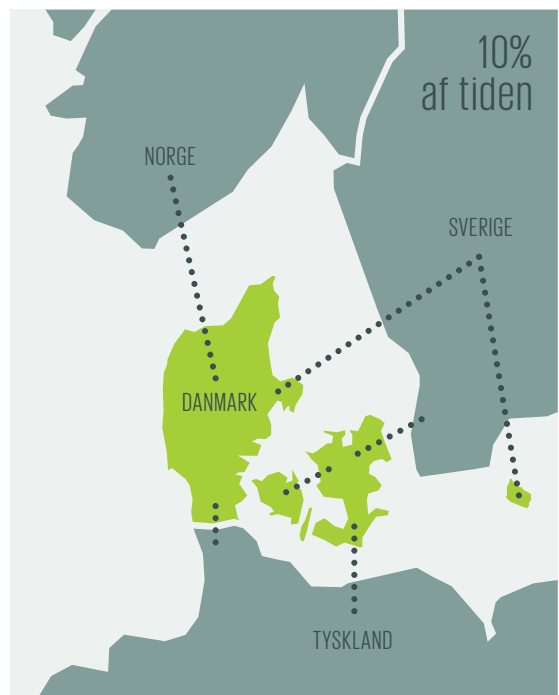 10%
af tiden
NORGE
SVERIGE
DANMARK
TYSKLAND